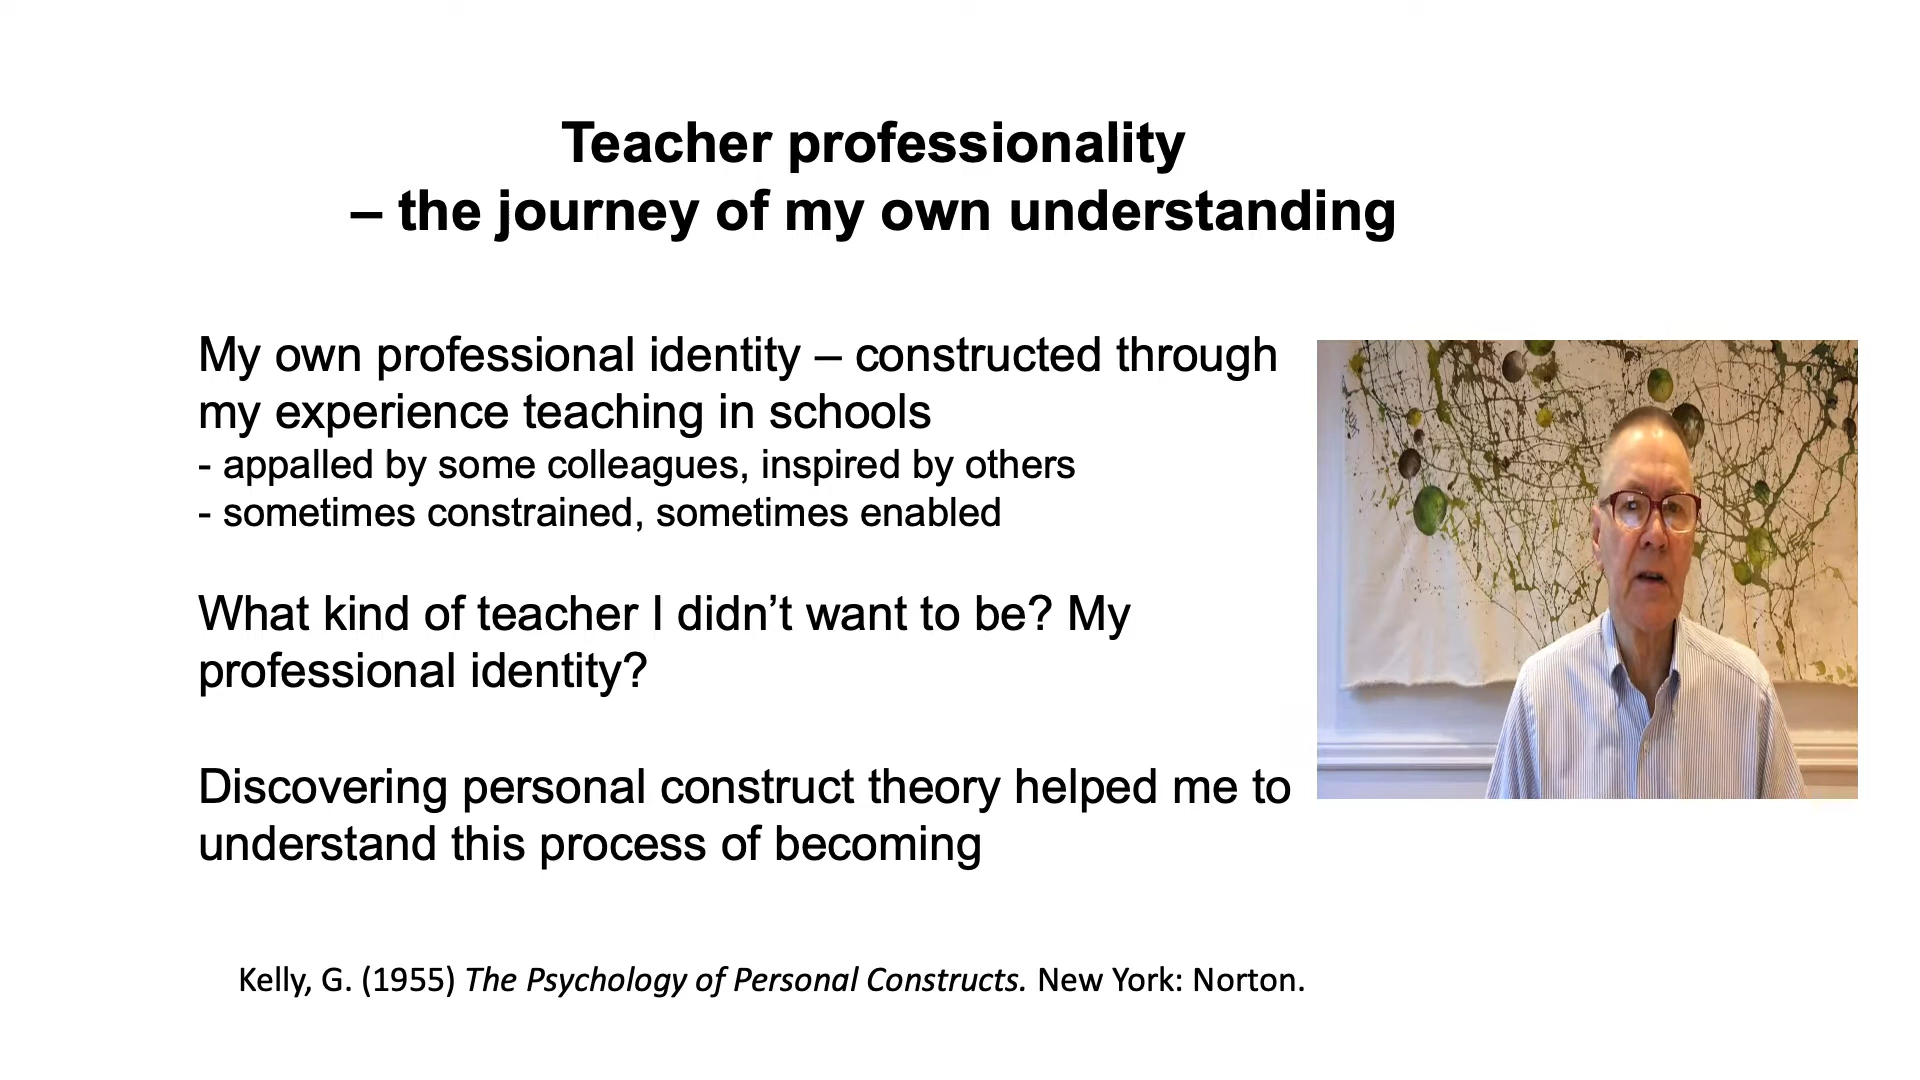 Teacher professionality
– the journey of my own understanding
My own professional identity – constructed through
my experience teaching in schools
- appalled by some colleagues, inspired by others
- sometimes constrained, sometimes enabled
What kind of teacher I didn’t want to be? My
professional identity?
Discovering personal construct theory helped me to
understand this process of becoming
Kelly, G. (1955) The Psychology of Personal Constructs. New York: Norton.